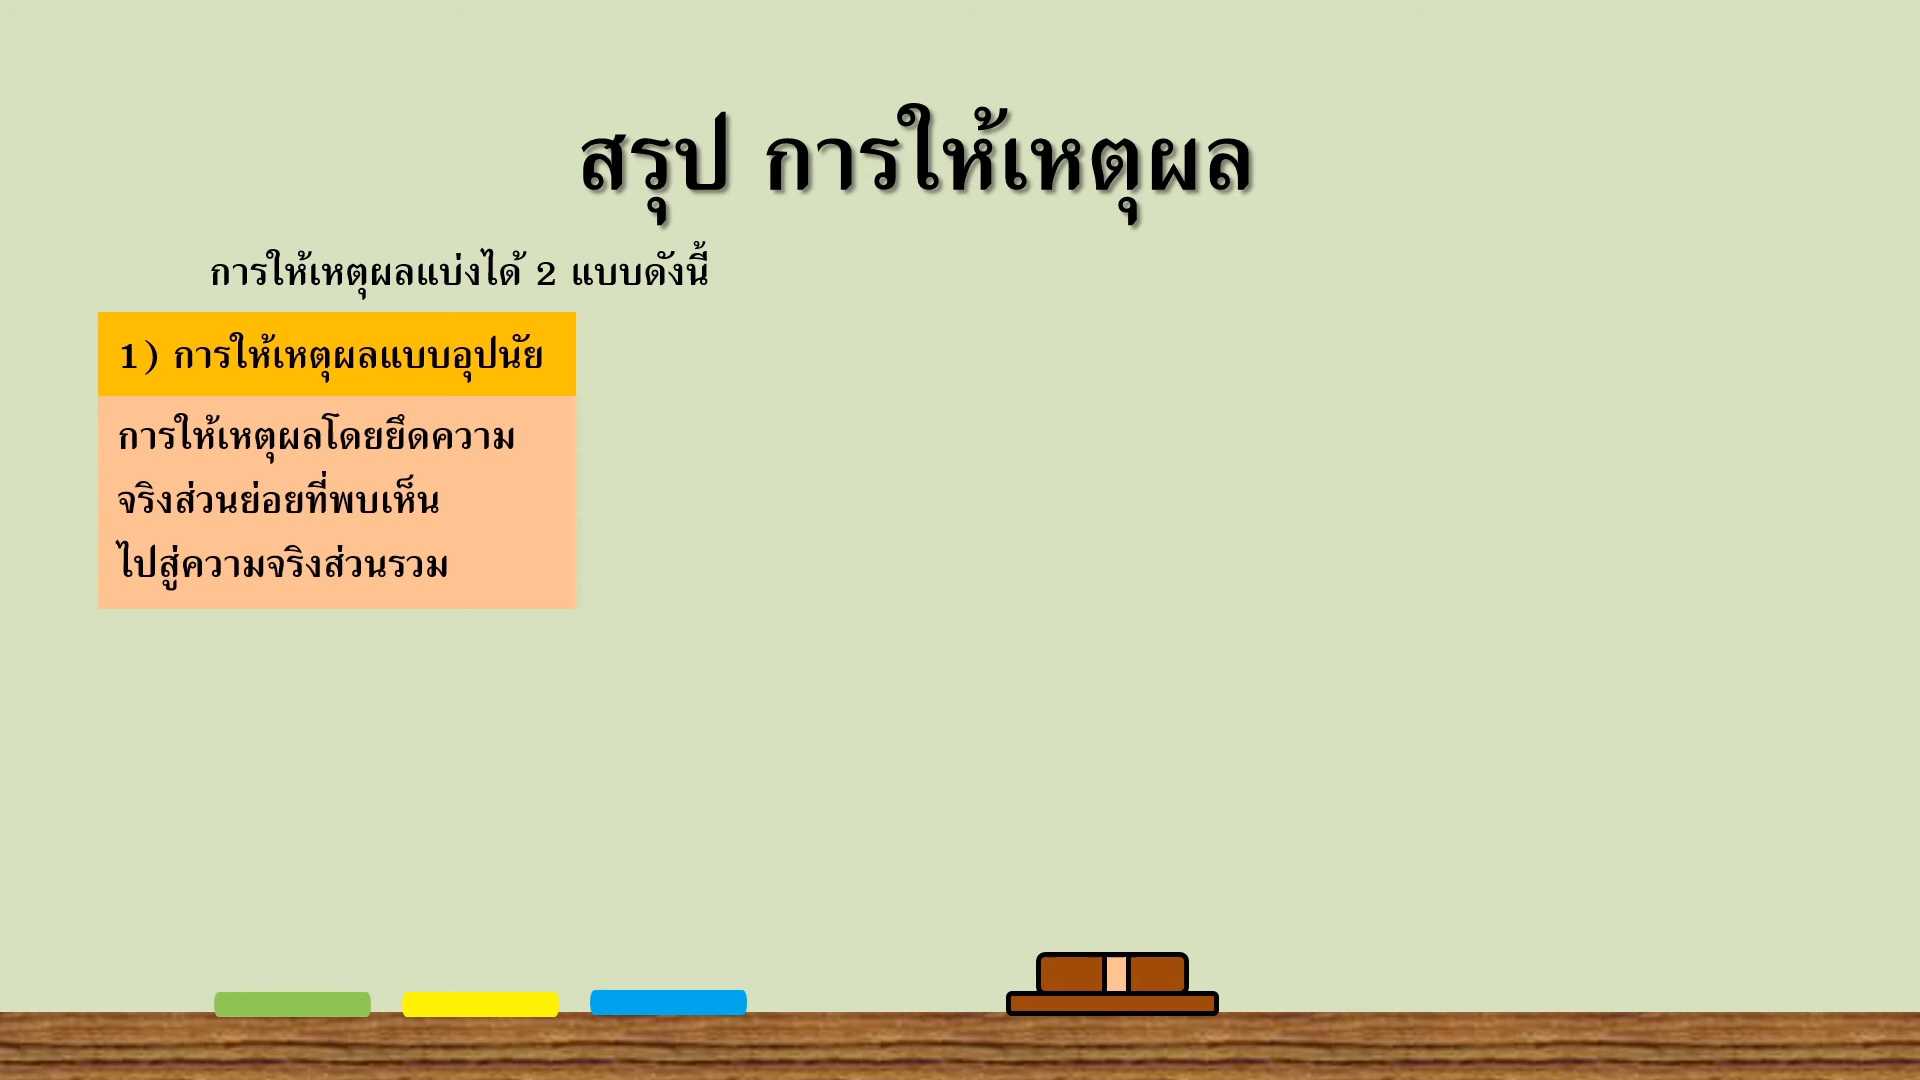 สรุป การให้เหตุผล
การให้เหตุผลแบ่งได้ 2 แบบดังนี้
1) การให้เหตุผลแบบอุปนัย
การให้เหตุผลโดยยึดความ
จริงส่วนย่อยที่พบเห็น
ไปสู่ความจริงส่วนรวม